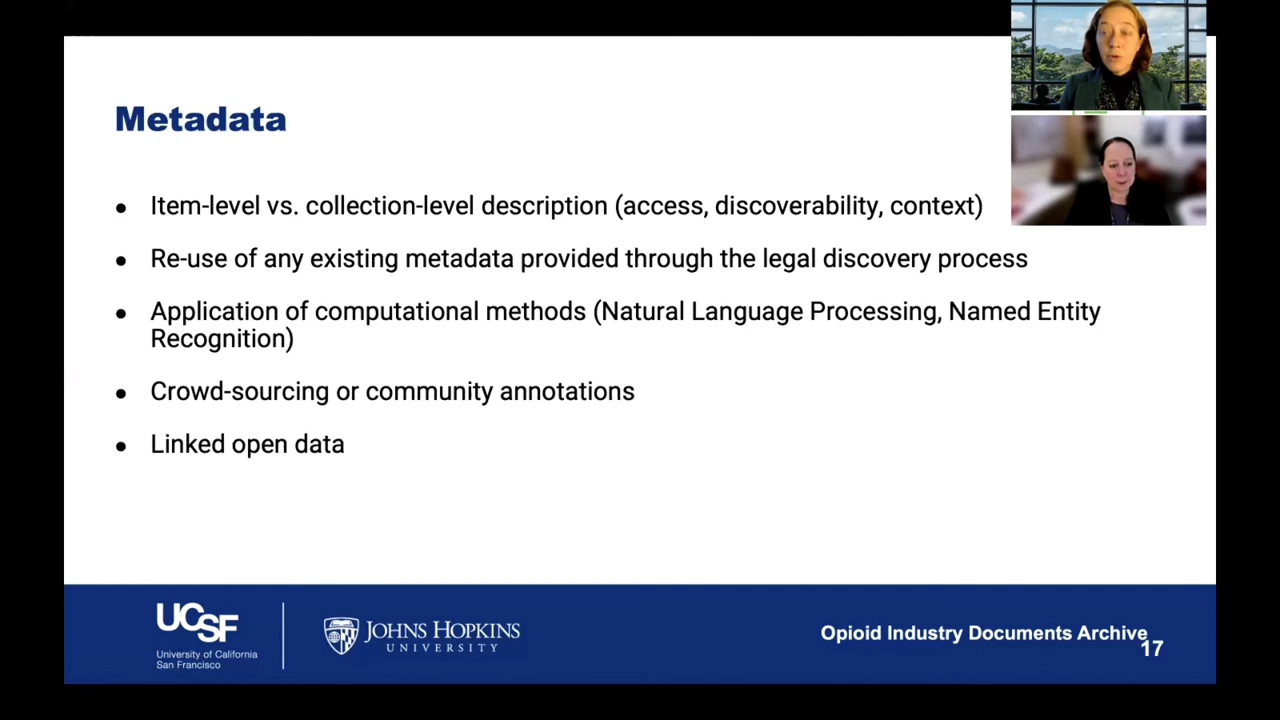 Metadata
● Item-level vs. collection-level description (access, discoverability, context)
● Re-use of any existing metadata provided through the legal discovery process
● Application of computational methods (Natural Language Processing, Named Entity
Recognition)
● Crowd-sourcing or community annotations
● Linked open data
UCSF
University of California
San Francisco
JOHNS HOPKINS
UNIVERSITY
Opioid Industry Documents Archive
17